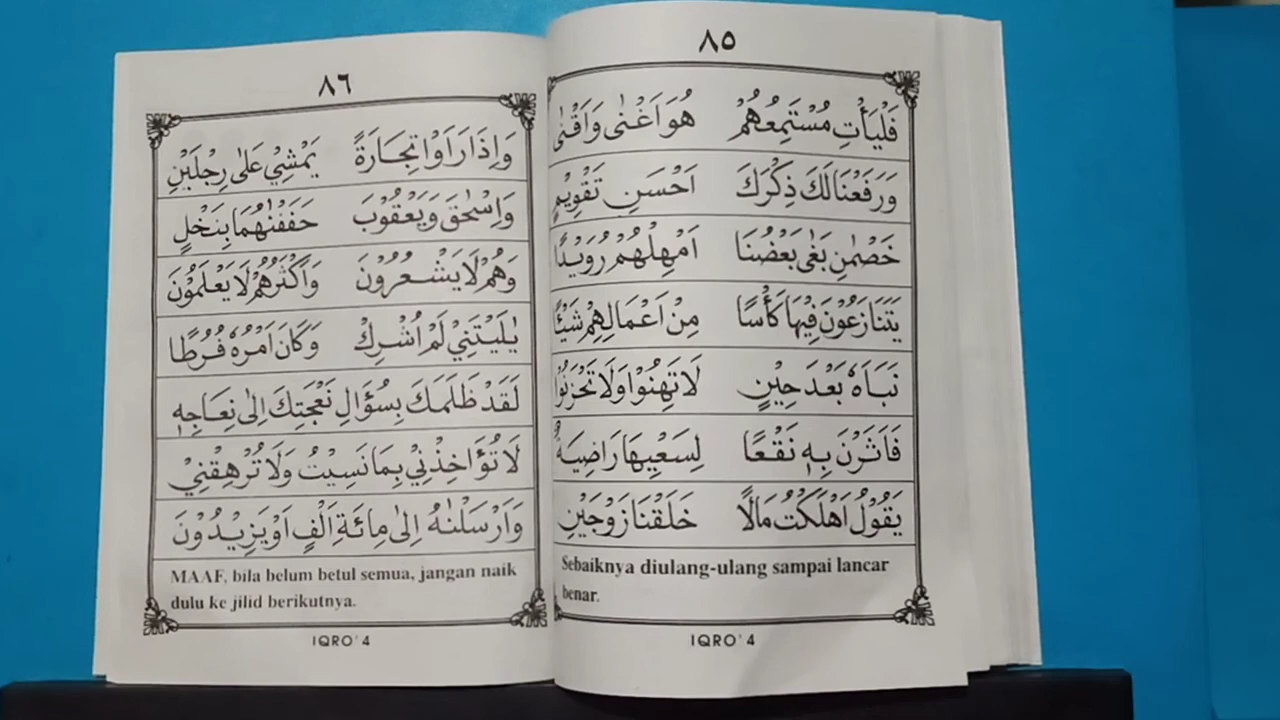 ٨٥
فَلْيَأْتِ مُسْتَمِعُهُمْ هُوَ اَغْنٰى وَاَقْنٰى
وَرَفَعْنَا لَكَ ذِكْرَكَ اَحْسَنِ تَقْوِيْمٍ
خَصْمٰنِ بَغٰى بَعْضُنَا اَمْهِلْهُمْ رُوَيْدًا
يَتَنَازَعُوْنَ فِيْهَا كَأْسًا مِنْ اَعْمَالِهِمْ شَيْئًا
نَبَاَهٗ بَعْدَ حِيْنٍ لَا تَهِنُوْا وَلَا تَحْزَنُوْا
فَاَثَرْنَ بِهٖ نَقْعًا لِسَعْيِهَا رَاضِيَةٌ
يَقُوْلُ اَهْلَكْتُ مَالًا خَلَقْنَا زَوْجَيْنِ
Sebaiknya diulang-ulang sampai lancar
benar.
IQRO' 4
٨٦
وَاِذَا رَاَوْا تِجَارَةً يَمْشِيْ عَلٰى رِجْلَيْنِ
وَاِسْحٰقَ وَيَعْقُوْبَ حَفَفْنٰهُمَا بِنَخْلٍ
وَهُمْ لَا يَشْعُرُوْنَ وَاَكْثَرُهُمْ لَا يَعْلَمُوْنَ
يٰلَيْتَنِيْ لَمْ اُشْرِكْ وَكَانَ اَمْرُهٗ فُرُطًا
لَقَدْ ظَلَمَكَ بِسُؤَالِ نَعْجَتِكَ اِلٰى نِعَاجِهٖ
لَا تُؤَاخِذْنِيْ بِمَا نَسِيْتُ وَلَا تُرْهِقْنِيْ
وَاَرْسَلْنٰهُ اِلٰى مِائَةِ اَلْفٍ اَوْ يَزِيْدُوْنَ
MAAF, bila belum betul semua, jangan naik
dulu ke jilid berikutnya.
IQRO' 4